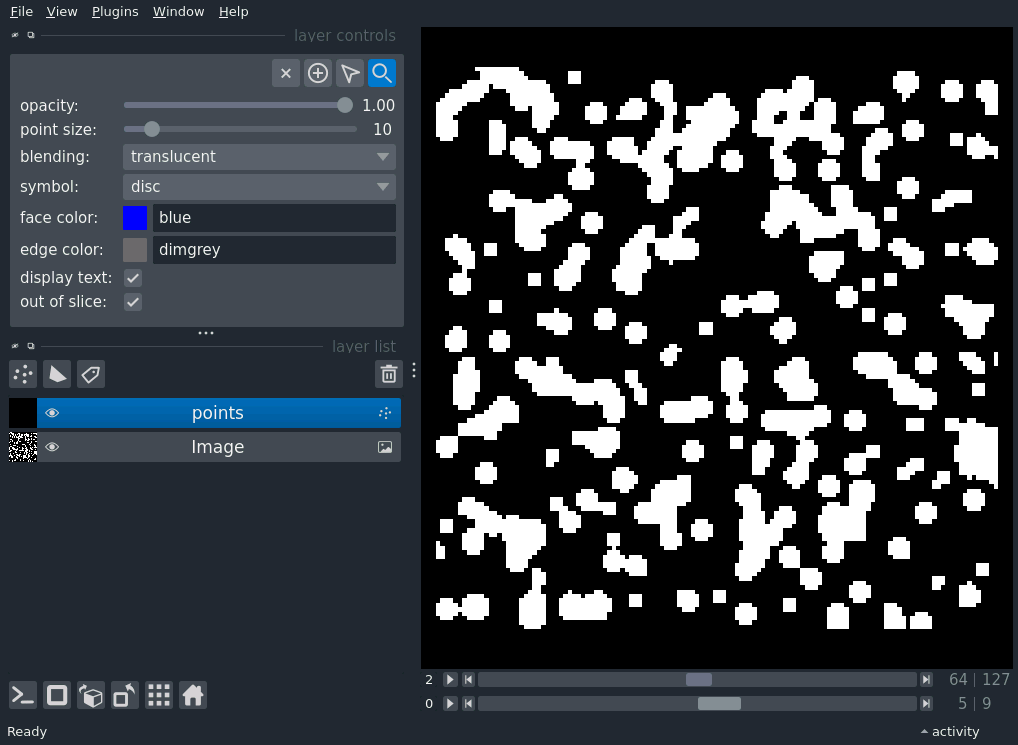 File View Plugins Window Help
layer controls
opacity: 1.00
point size: 10
blending: translucent
symbol: disc
face color: blue
edge color: dimgrey
display text:
out of slice:
layer list
points
Image
2 64 | 127
0 5 | 9
Ready activity